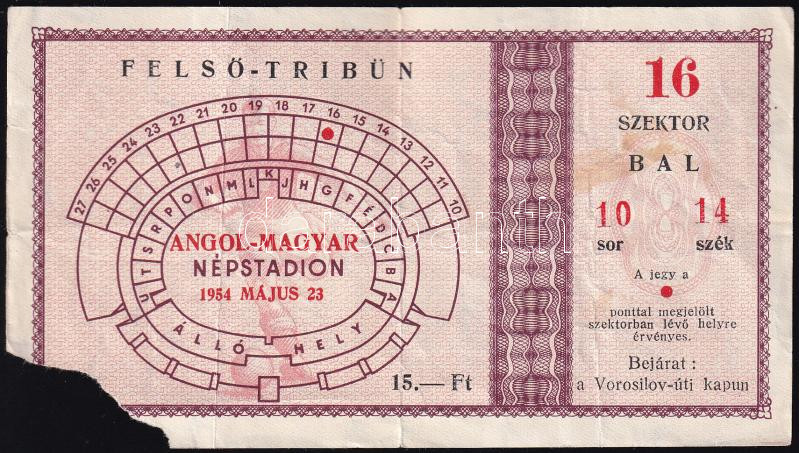 FELSŐ-TRIBÜN
27 26 25 24 23 22 21 20 19 18 17 16 15 14 13 12 11 10
U T S R P O N M L K J H G F É D C B A
ANGOL-MAGYAR
NÉPSTADION
1954 MÁJUS 23
ÁLLÓ HELY
15.— Ft
16
SZEKTOR
BAL
10 14
sor szék
A jegy a
ponttal megjelölt
szektorban lévő helyre
érvényes.
Bejárat :
a Vorosilov-úti kapun